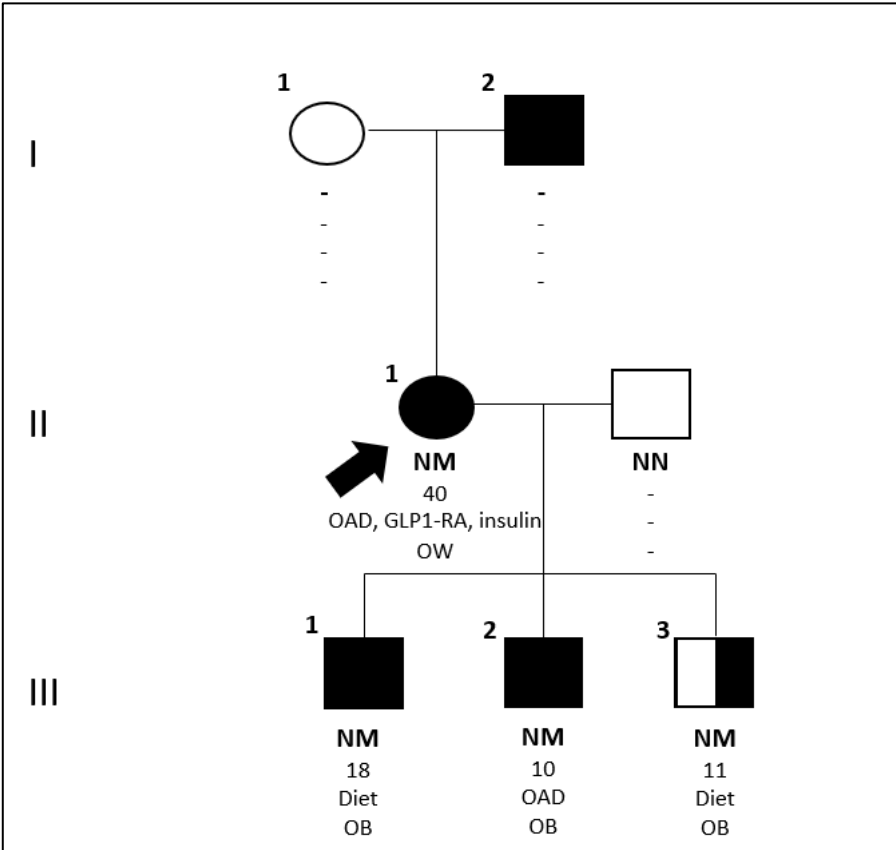 1 2
I
- -
- -
- -
- -
1
II
NM NN
40 -
OAD, GLP1-RA, insulin -
OW -
1 2 3
III
NM NM NM
18 10 11
Diet OAD Diet
OB OB OB